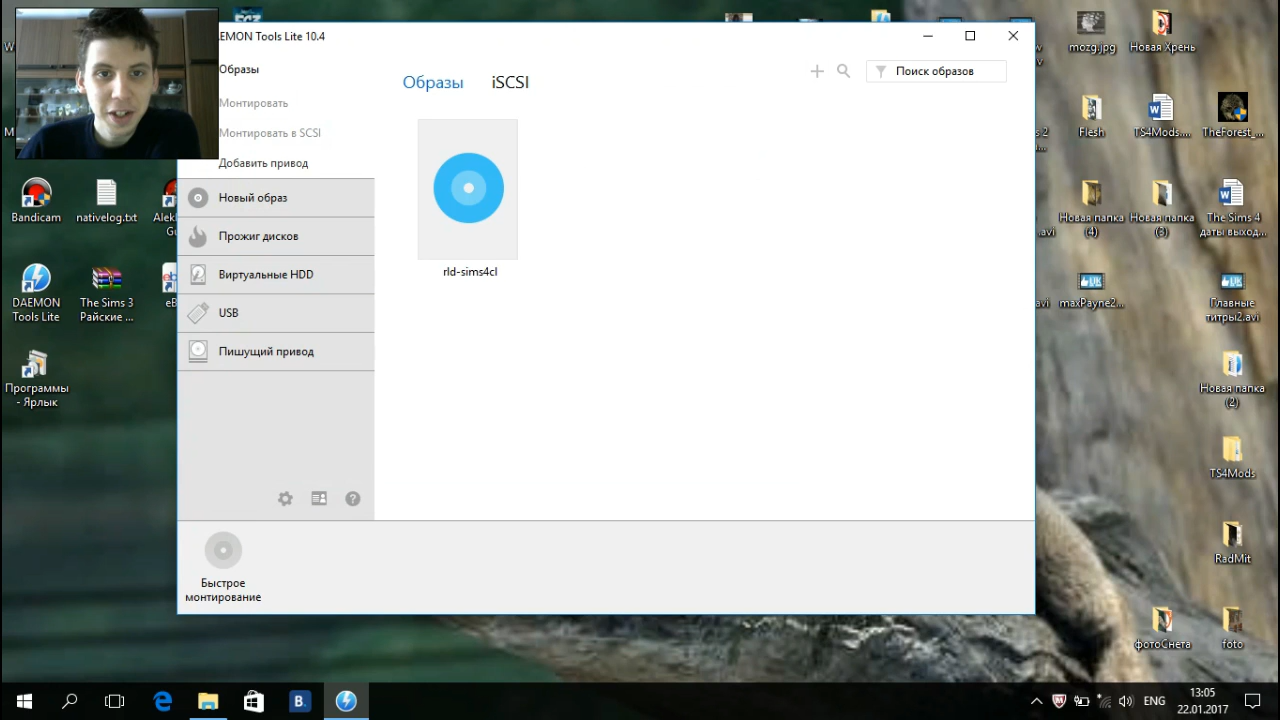 DAEMON Tools Lite 10.4
Образы
Монтировать
Монтировать в SCSI
Добавить привод
Новый образ
Прожиг дисков
Виртуальные HDD
USB
Пишущий привод
Образы iSCSI
Поиск образов
rld-sims4cl
Быстрое
монтирование
Bandicam
nativelog.txt
DAEMON
Tools Lite
The Sims 3
Райские ...
Программы
- Ярлык
mozg.jpg
Новая Хрень
Flesh
TS4Mods....
TheForest_...
Новая папка
(4)
Новая папка
(3)
The Sims 4
даты выход...
maxPayne2...
Главные
титры2.avi
Новая папка
(2)
TS4Mods
RadMit
фотоСнета
foto
B.
ENG
13:05
22.01.2017